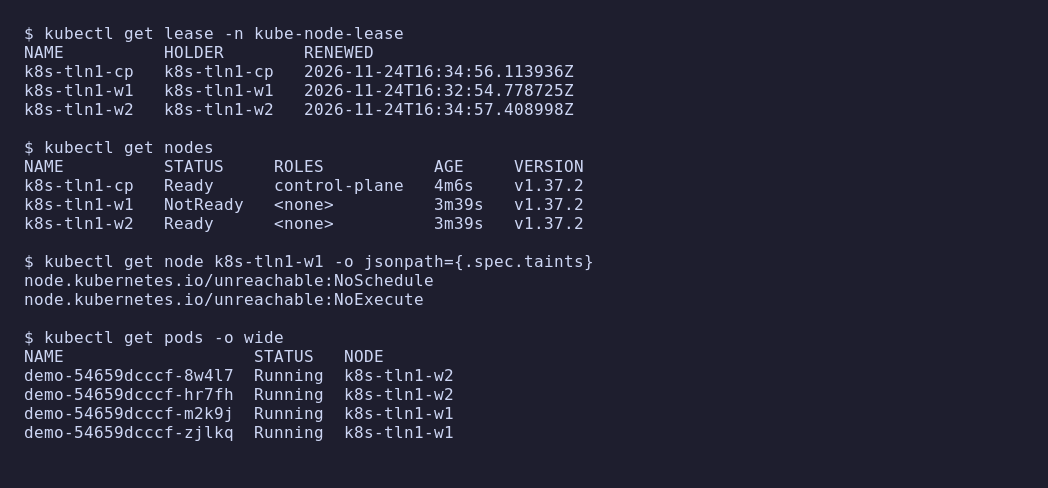 $ kubectl get lease -n kube-node-lease
NAME          HOLDER        RENEWED
k8s-tln1-cp   k8s-tln1-cp   2026-11-24T16:34:56.113936Z
k8s-tln1-w1   k8s-tln1-w1   2026-11-24T16:32:54.778725Z
k8s-tln1-w2   k8s-tln1-w2   2026-11-24T16:34:57.408998Z

$ kubectl get nodes
NAME          STATUS     ROLES           AGE     VERSION
k8s-tln1-cp   Ready      control-plane   4m6s    v1.37.2
k8s-tln1-w1   NotReady   <none>          3m39s   v1.37.2
k8s-tln1-w2   Ready      <none>          3m39s   v1.37.2

$ kubectl get node k8s-tln1-w1 -o jsonpath={.spec.taints}
node.kubernetes.io/unreachable:NoSchedule
node.kubernetes.io/unreachable:NoExecute

$ kubectl get pods -o wide
NAME                   STATUS   NODE
demo-54659dcccf-8w4l7  Running  k8s-tln1-w2
demo-54659dcccf-hr7fh  Running  k8s-tln1-w2
demo-54659dcccf-m2k9j  Running  k8s-tln1-w1
demo-54659dcccf-zjlkq  Running  k8s-tln1-w1